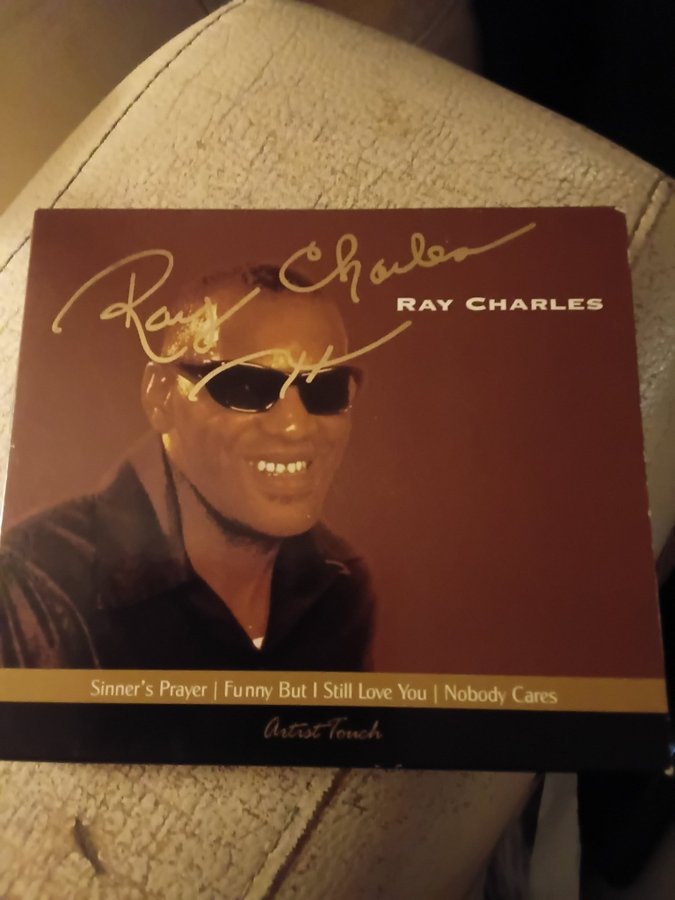 Ray Charles
RAY CHARLES
Sinner's Prayer | Funny But I Still Love You | Nobody Cares
Artist Touch